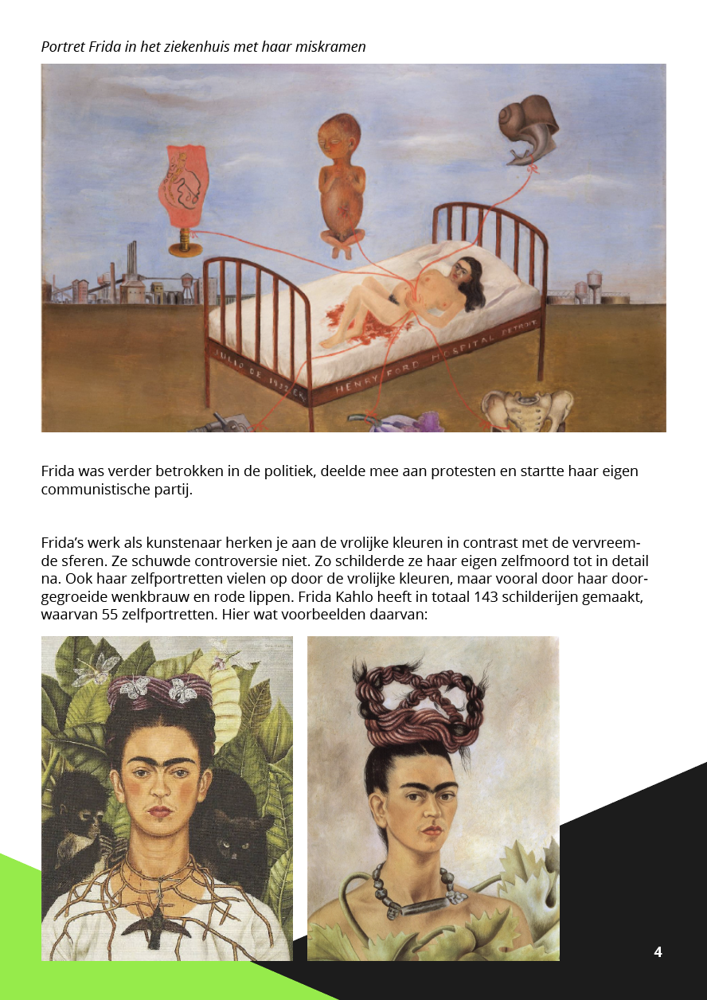 Portret Frida in het ziekenhuis met haar miskramen
JULIO DE 1932 F.K.
HENRY FORD HOSPITAL DETROIT
Frida was verder betrokken in de politiek, deelde mee aan protesten en startte haar eigen
communistische partij.
Frida’s werk als kunstenaar herken je aan de vrolijke kleuren in contrast met de vervreem-
de sferen. Ze schuwde controversie niet. Zo schilderde ze haar eigen zelfmoord tot in detail
na. Ook haar zelfportretten vielen op door de vrolijke kleuren, maar vooral door haar door-
gegroeide wenkbrauw en rode lippen. Frida Kahlo heeft in totaal 143 schilderijen gemaakt,
waarvan 55 zelfportretten. Hier wat voorbeelden daarvan:
4